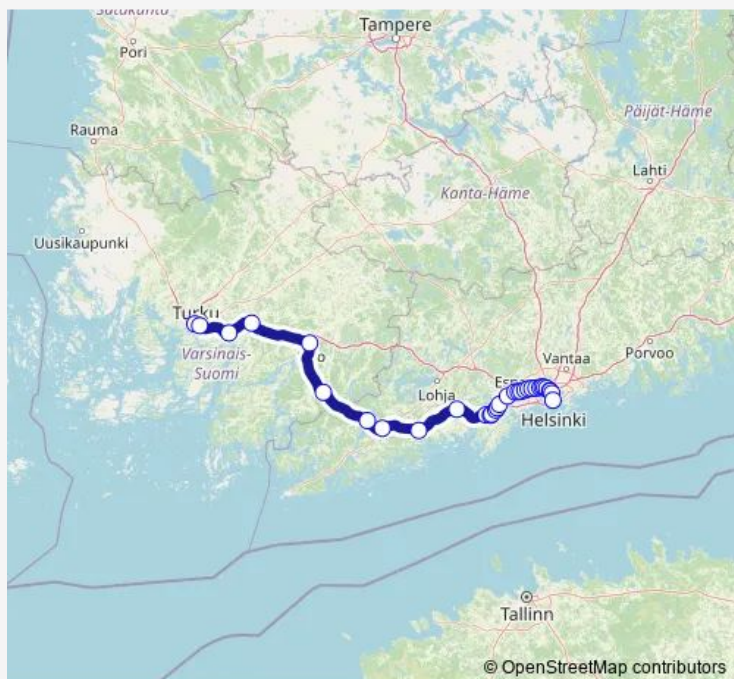 Satakunta
Tampere
Pori
Päijät-Häme
Rauma
Lahti
Kanta-Häme
Uusikaupunki
Turku
Varsinais-
Suomi
Vantaa
Porvoo
Lohja
Helsinki
Tallinn
© OpenStreetMap contributors